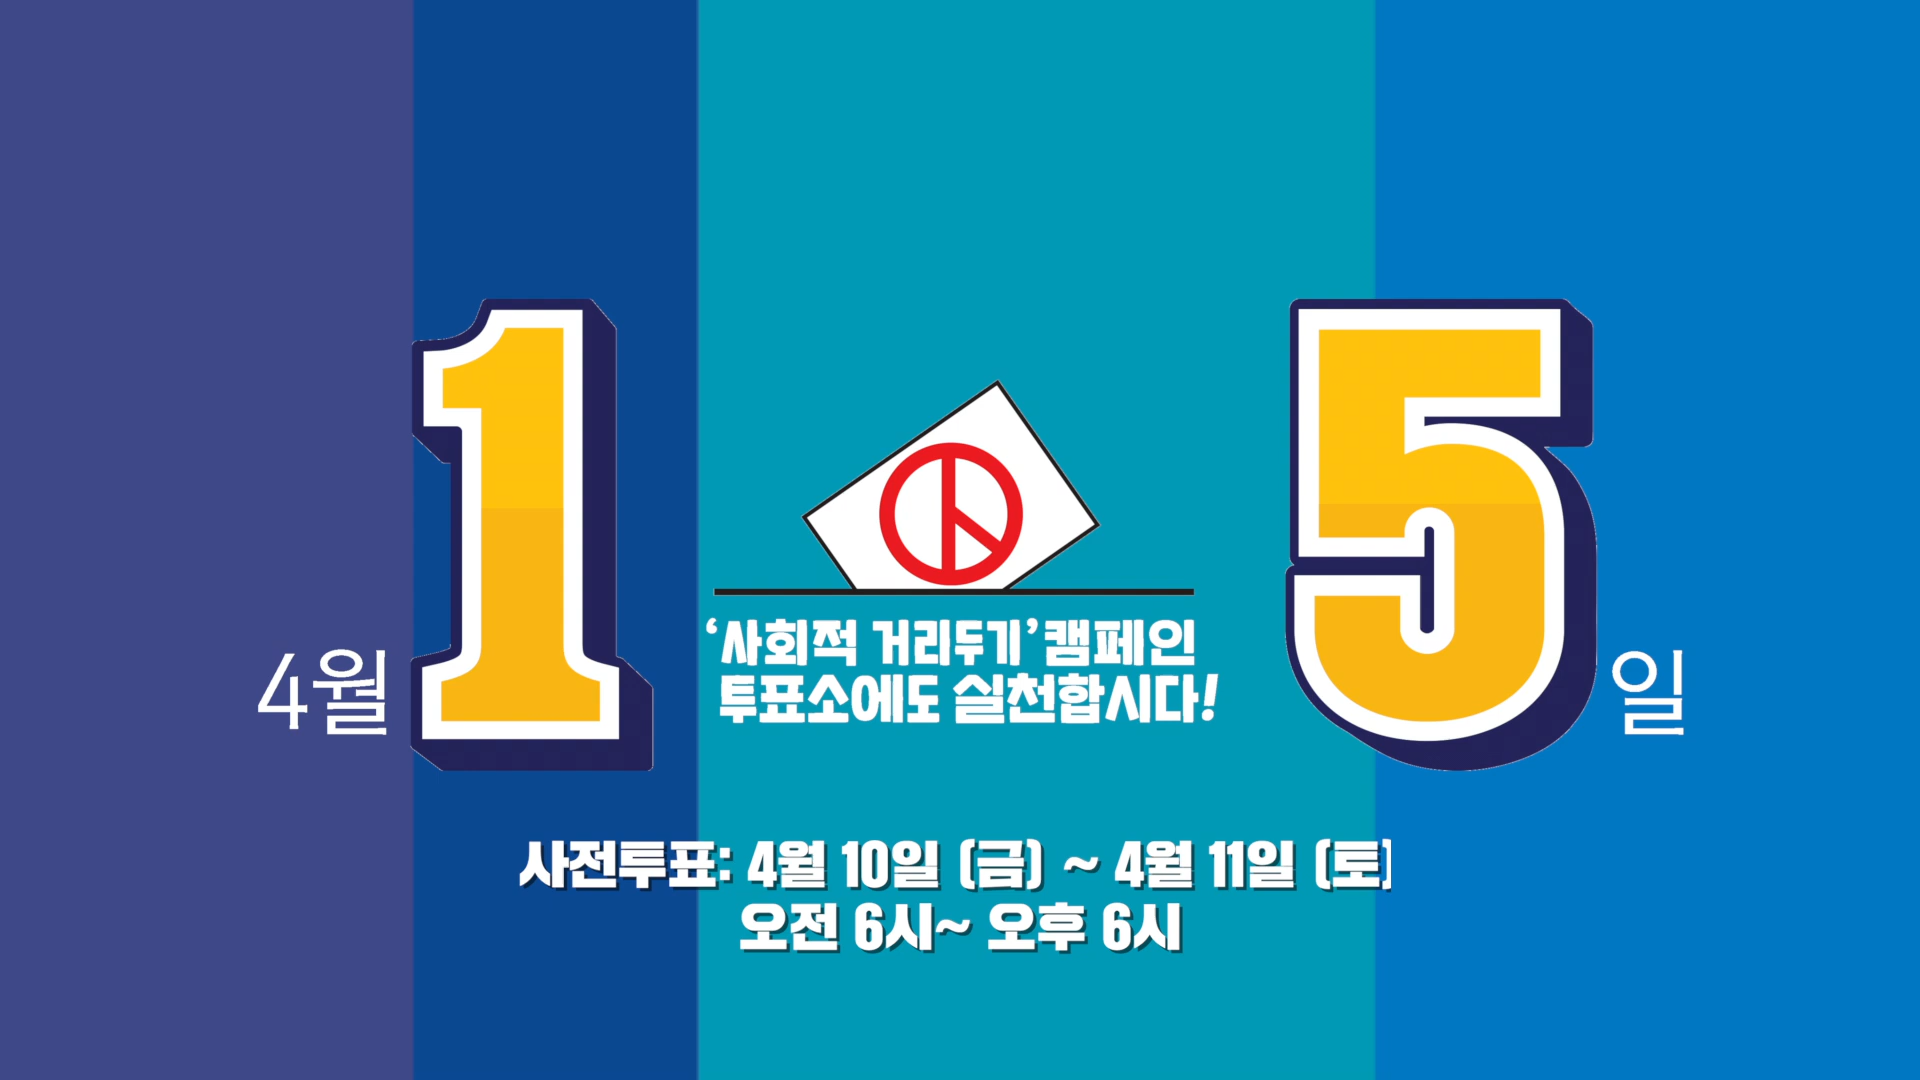 4월 15일
‘사회적 거리두기’캠페인
투표소에도 실천합시다!
사전투표: 4월 10일 (금) ~ 4월 11일 (토)
오전 6시~ 오후 6시